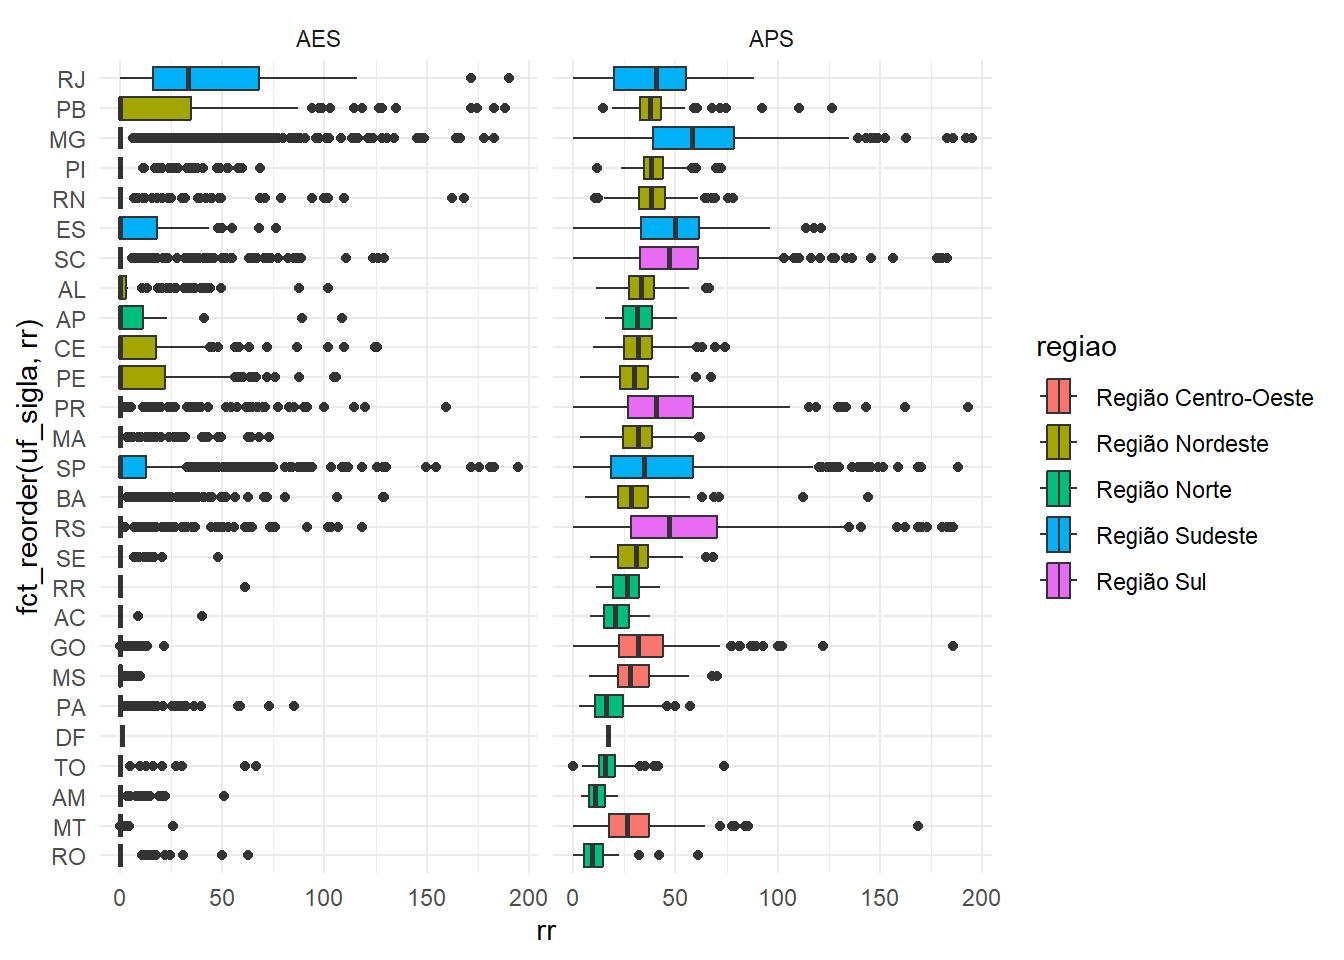 AES APS
RJ
PB
MG
PI
RN
ES
SC
AL
AP
CE
PE
PR
MA
SP
BA
RS
SE
RR
AC
GO
MS
PA
DF
TO
AM
MT
RO
fct_reorder(uf_sigla, rr)
0 50 100 150 200 0 50 100 150 200
rr
regiao
Região Centro-Oeste
Região Nordeste
Região Norte
Região Sudeste
Região Sul